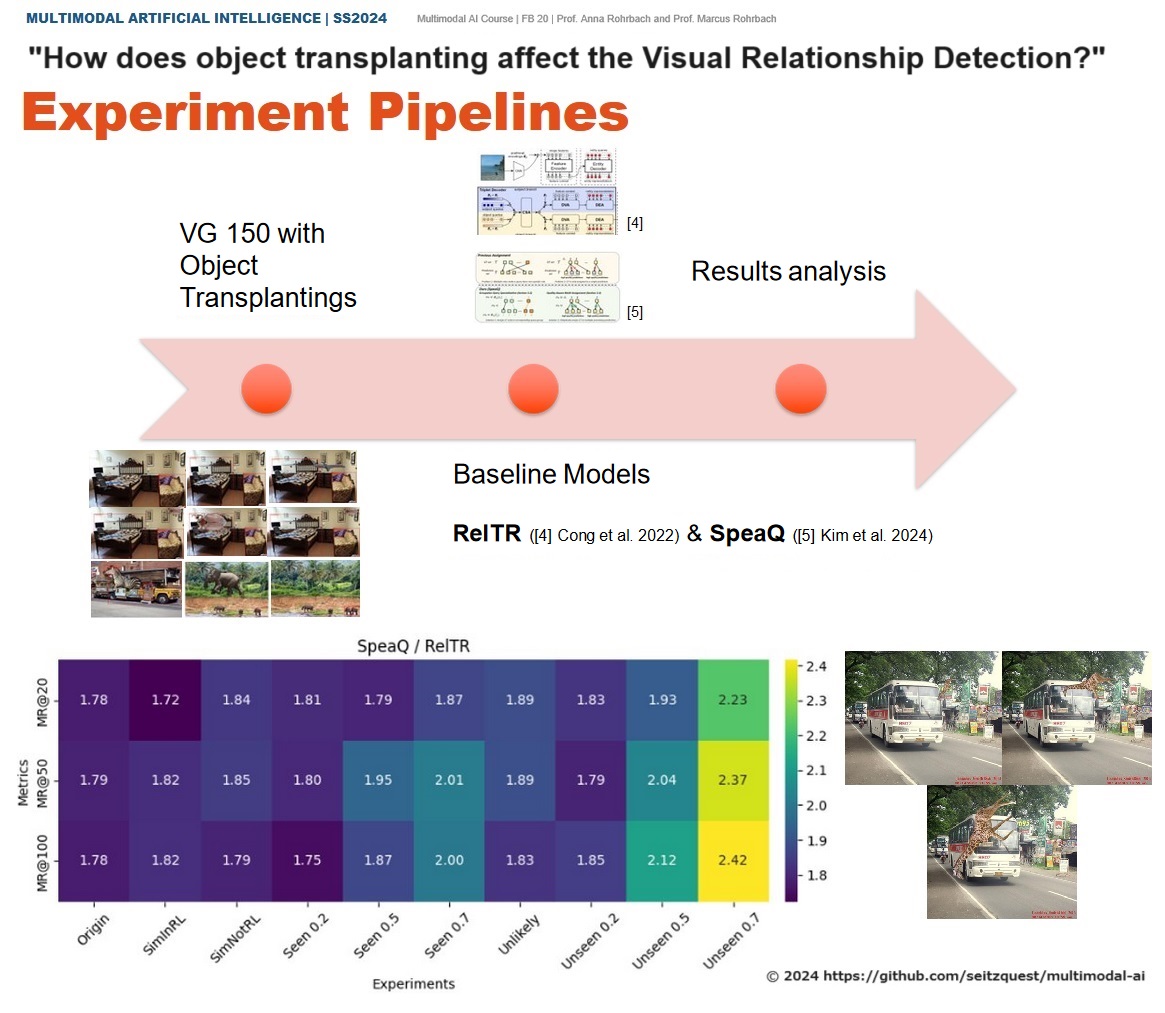 MULTIMODAL ARTIFICIAL INTELLIGENCE | SS2024
Multimodal AI Course | FB 20 | Prof. Anna Rohrbach and Prof. Marcus Rohrbach
"How does object transplanting affect the Visual Relationship Detection?"
Experiment Pipelines
VG 150 with
Object
Transplantings
Feature
Encoder
Entity
Decoder
Triplet Decoder
[4]
[5]
Results analysis
Baseline Models
RelTR ([4] Cong et al. 2022) & SpeaQ ([5] Kim et al. 2024)
SpeaQ / RelTR
Metrics
MR@20 1.78 1.72 1.84 1.81 1.79 1.87 1.89 1.83 1.93 2.23
MR@50 1.79 1.82 1.85 1.80 1.95 2.01 1.89 1.79 2.04 2.37
MR@100 1.78 1.82 1.79 1.75 1.87 2.00 1.83 1.85 2.12 2.42
Origin SimInRL SimNotRL Seen 0.2 Seen 0.5 Seen 0.7 Unlikely Unseen 0.2 Unseen 0.5 Unseen 0.7
Experiments
2.4
2.3
2.2
2.1
2.0
1.9
1.8
© 2024 https://github.com/seitzquest/multimodal-ai